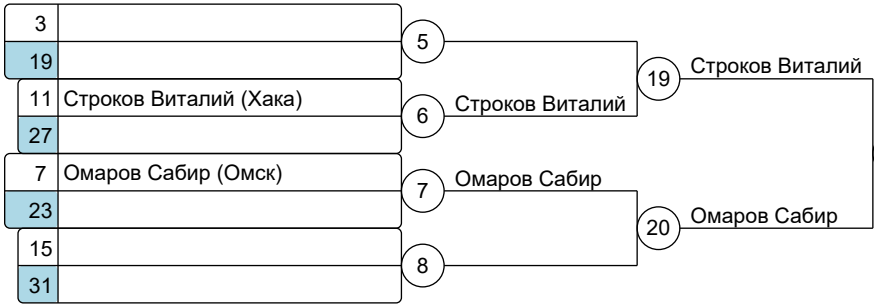 3
5
19
19 Строков Виталий
11 Строков Виталий (Хака)
6 Строков Виталий
27
7 Омаров Сабир (Омск)
7 Омаров Сабир
23
20 Омаров Сабир
15
8
31